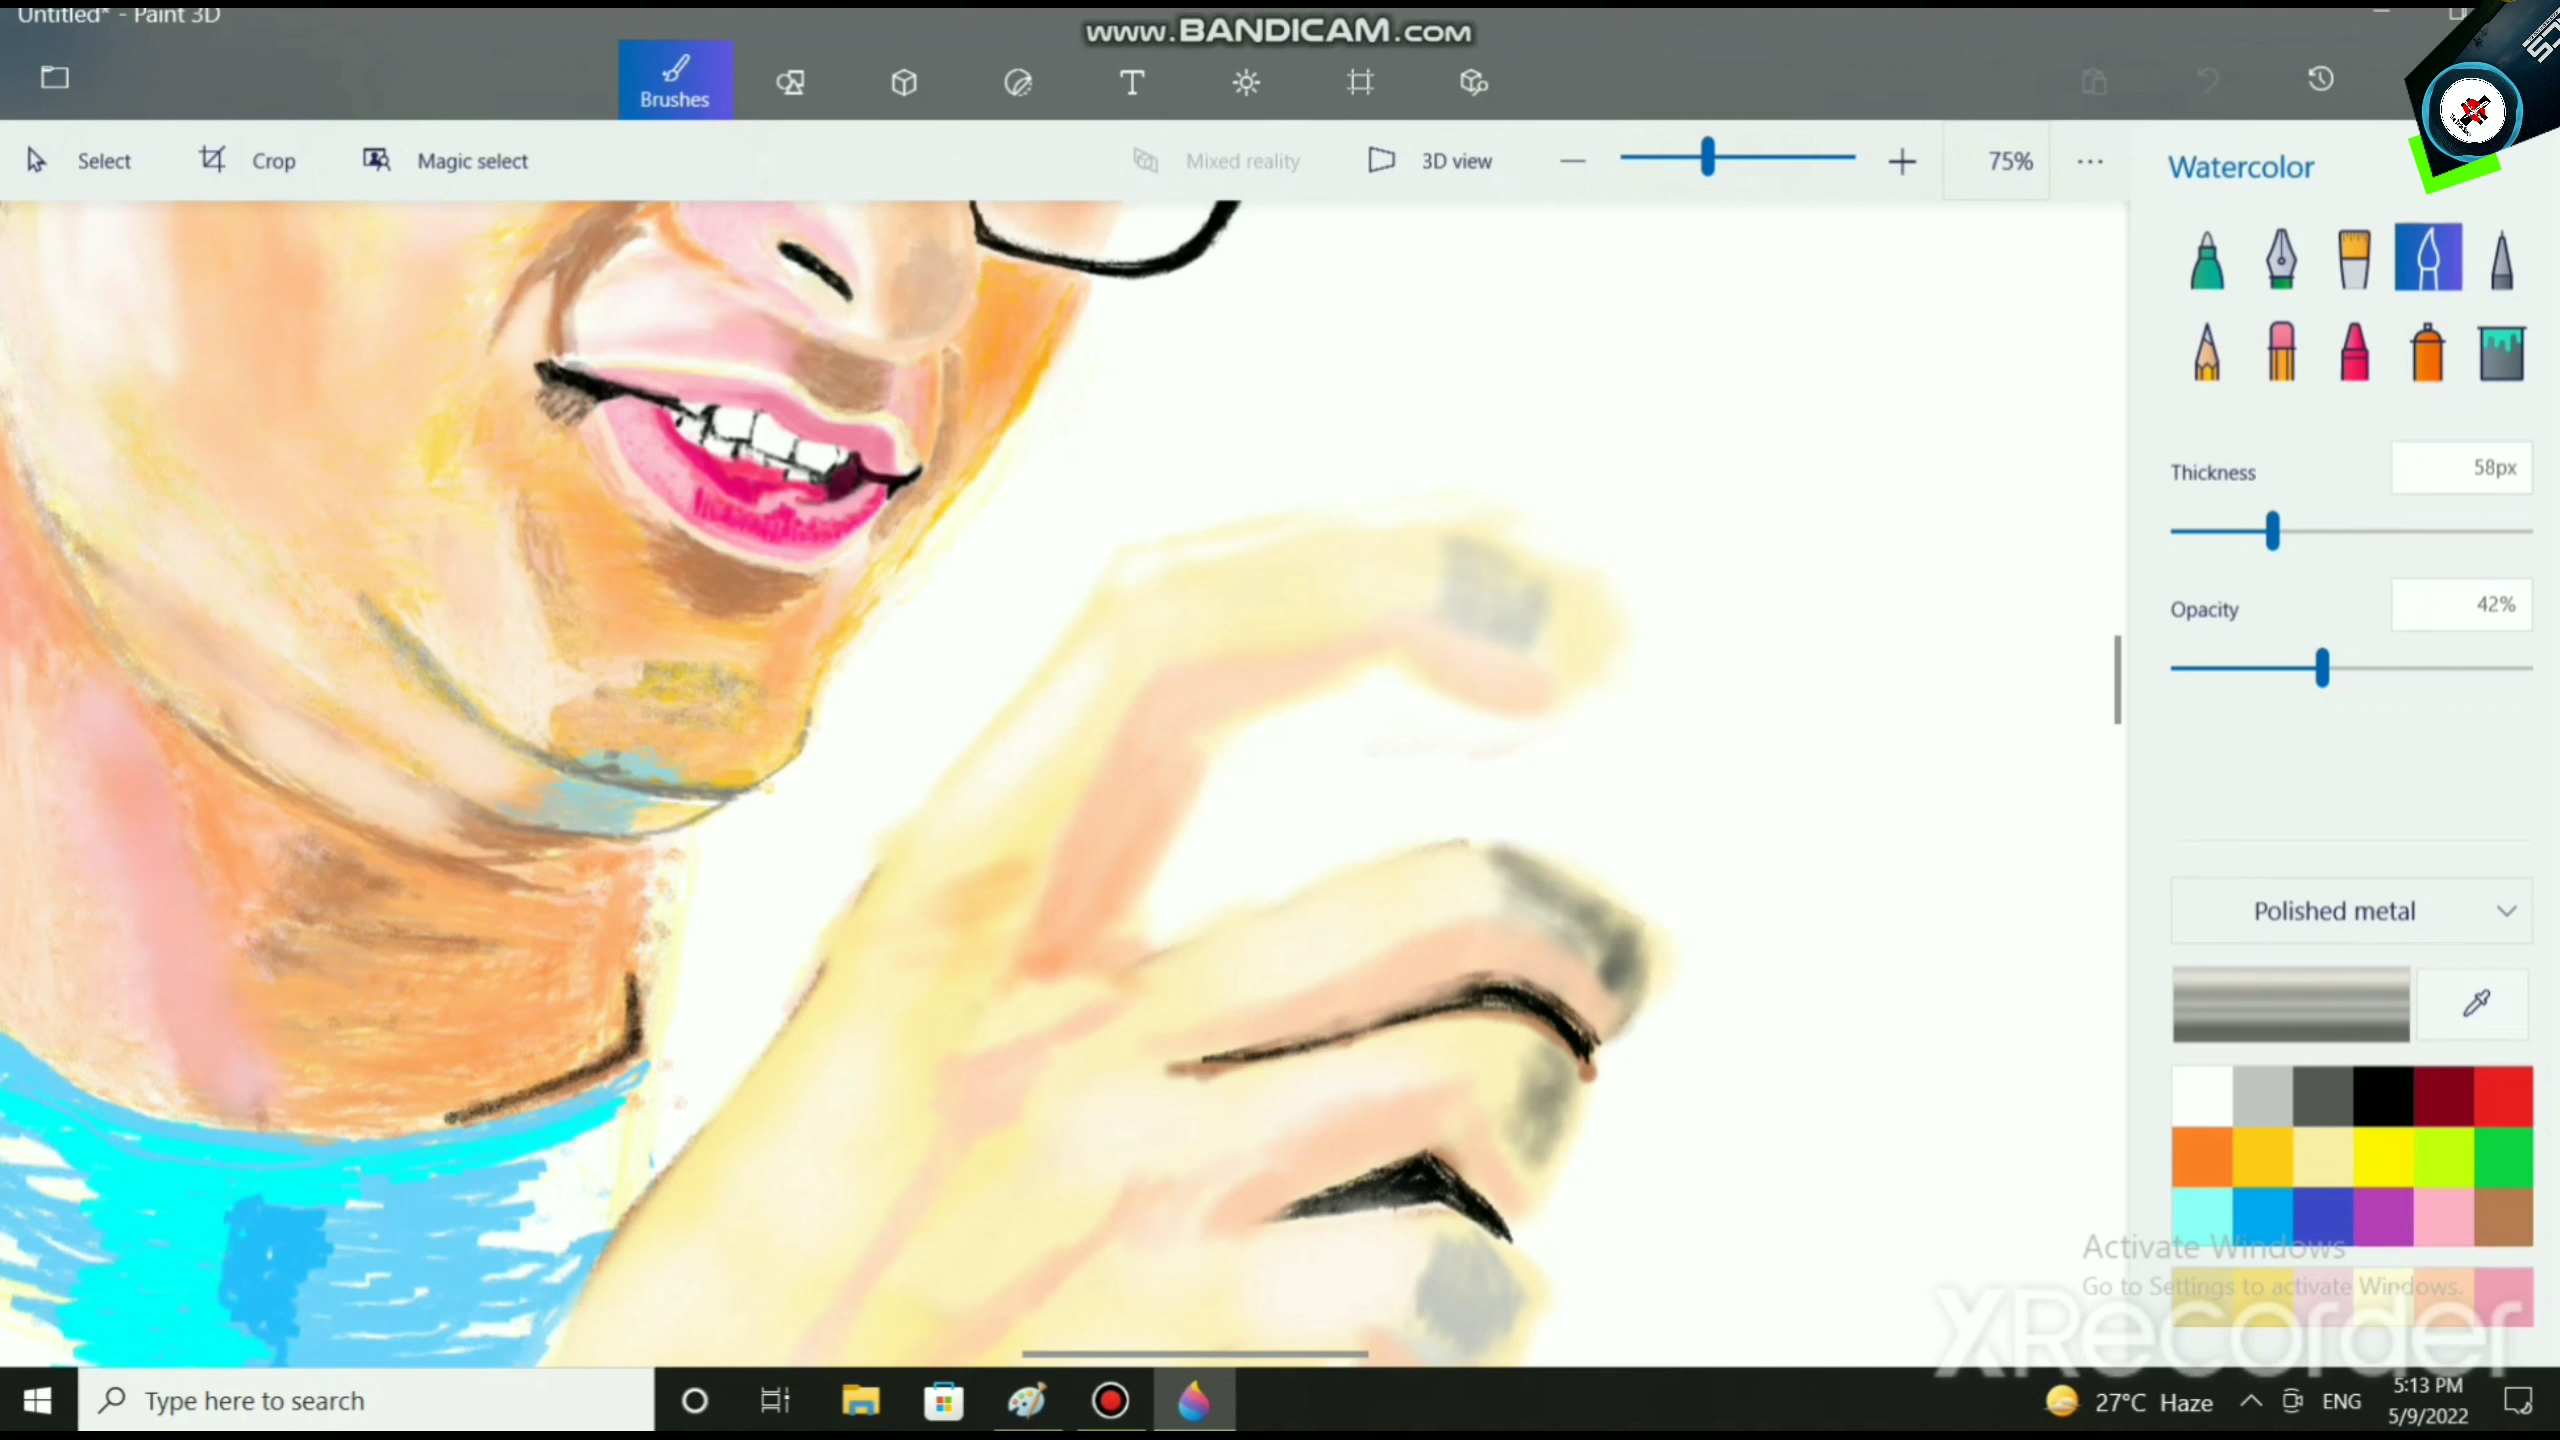 Untitled* - Paint 3D
www.BANDICAM.com
Brushes
Select
Crop
Magic select
Mixed reality
3D view
75%
Watercolor
Thickness
58px
Opacity
42%
Polished metal
Activate Windows
Go to Settings to activate Windows.
XRecorder
Type here to search
27°C Haze
ENG
5:13 PM
5/9/2022